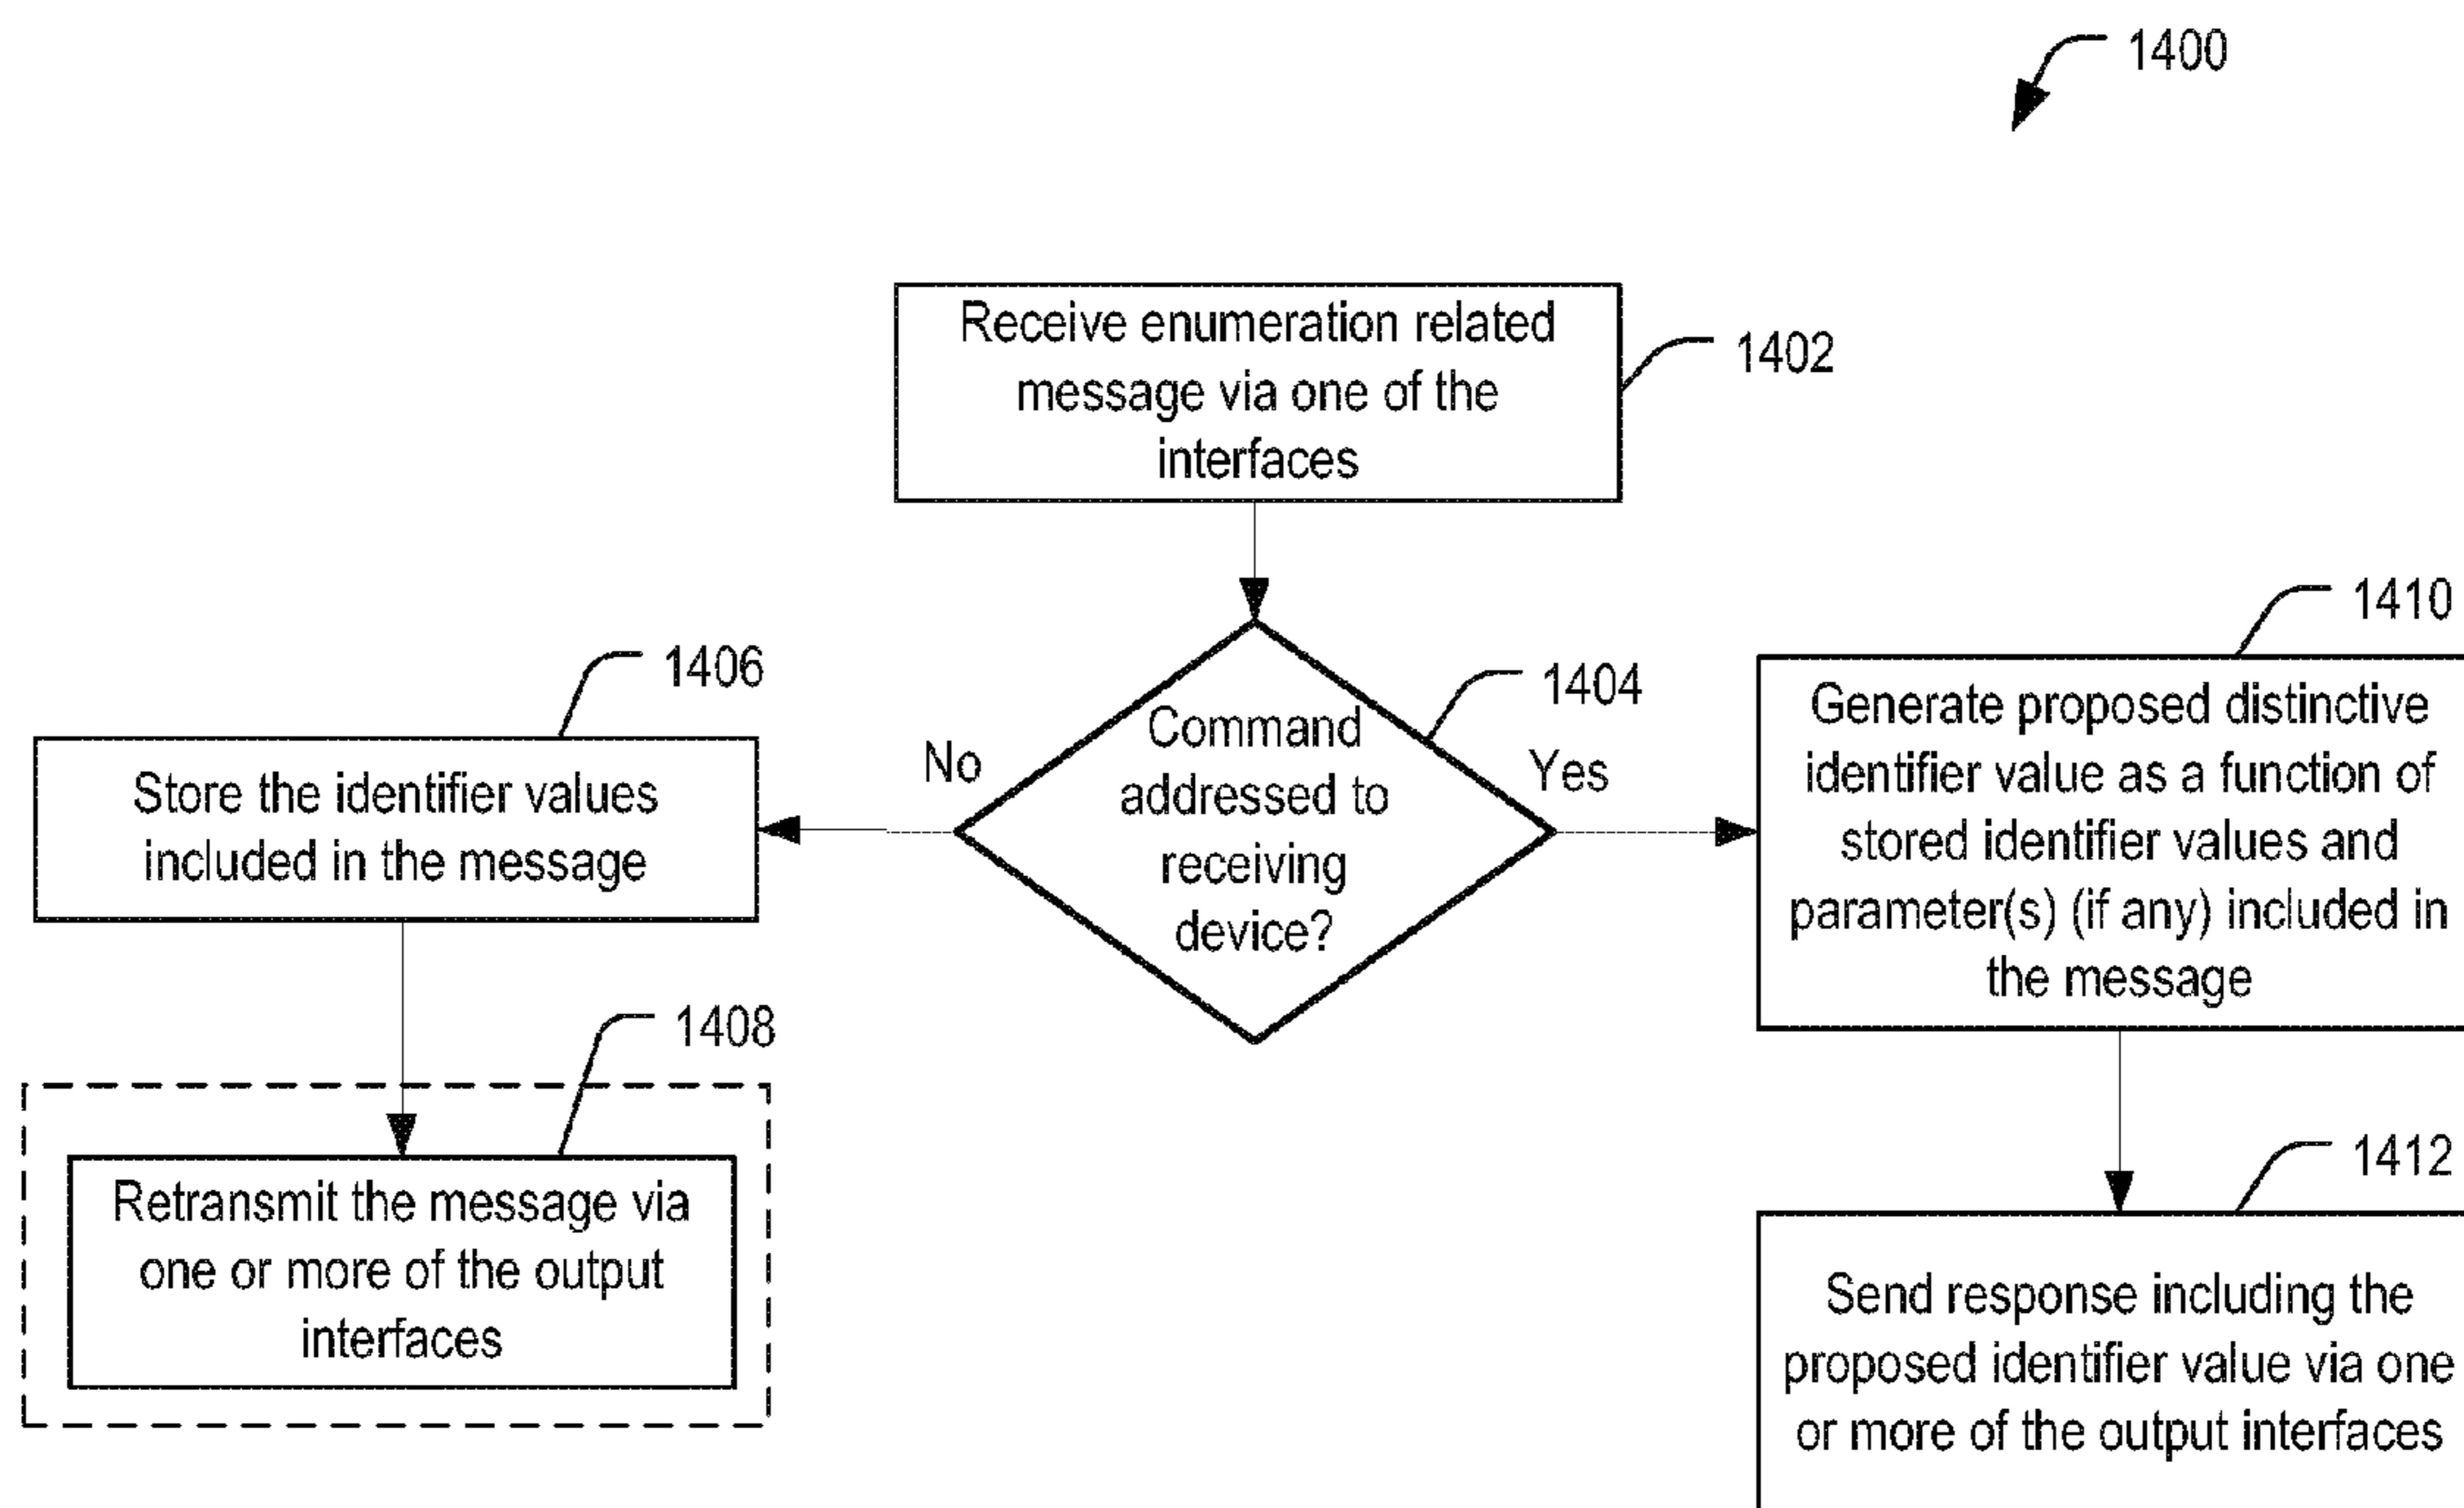 1400
Receive enumeration related
message via one of the
interfaces
1402
Command
addressed to
receiving
device?
1404
No
Yes
1406
Store the identifier values
included in the message
1408
Retransmit the message via
one or more of the output
interfaces
1410
Generate proposed distinctive
identifier value as a function of
stored identifier values and
parameter(s) (if any) included in
the message
1412
Send response including the
proposed identifier value via one
or more of the output interfaces